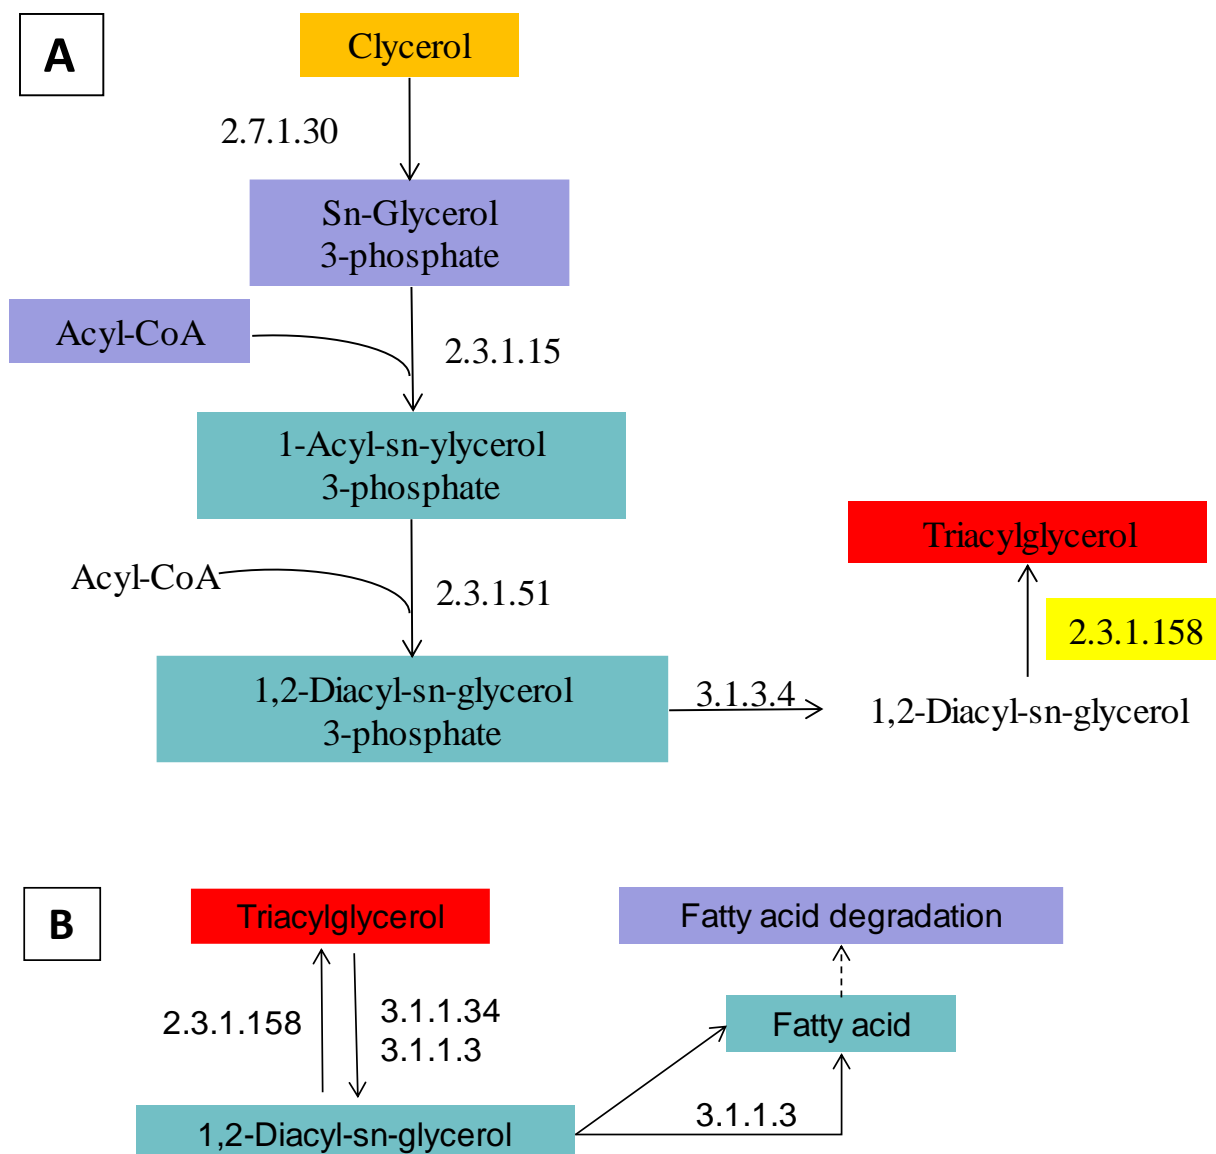 A
Clycerol
2.7.1.30
Sn-Glycerol
3-phosphate
Acyl-CoA
2.3.1.15
1-Acyl-sn-ylycerol
3-phosphate
Acyl-CoA
2.3.1.51
1,2-Diacyl-sn-glycerol
3-phosphate
3.1.3.4
Triacylglycerol
2.3.1.158
1,2-Diacyl-sn-glycerol
B
Triacylglycerol
2.3.1.158
3.1.1.34
3.1.1.3
1,2-Diacyl-sn-glycerol
3.1.1.3
Fatty acid degradation
Fatty acid